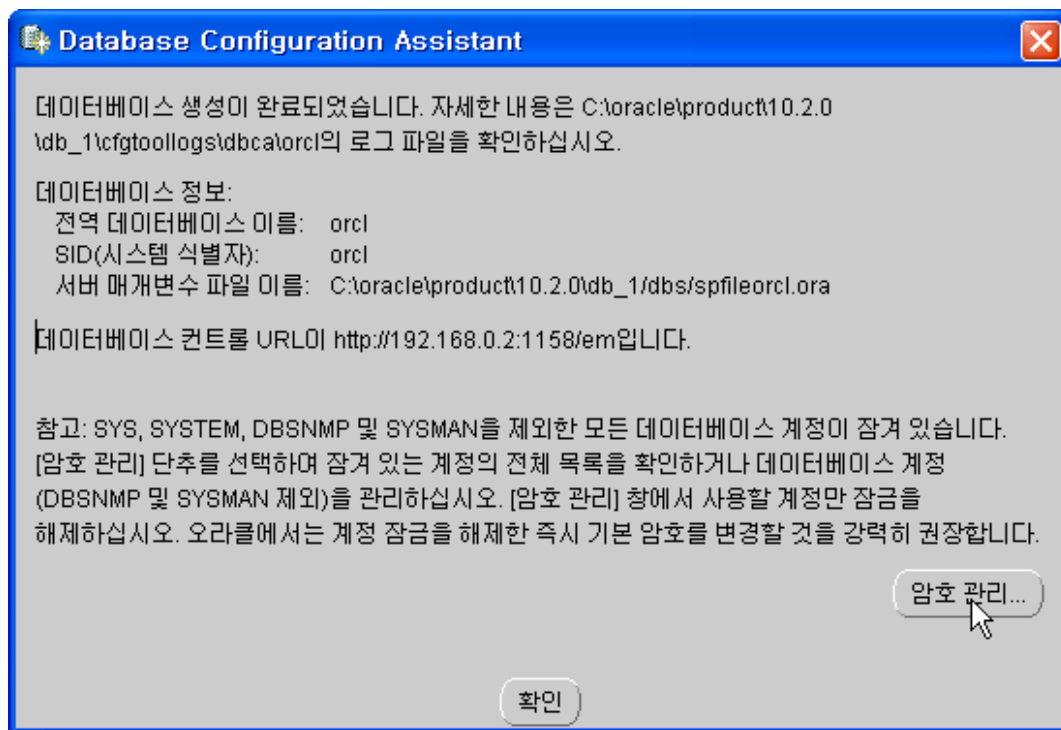 Database Configuration Assistant
데이터베이스 생성이 완료되었습니다. 자세한 내용은 C:\oracle\product\10.2.0
\db_1\cfgtoollogs\dbca\orcl의 로그 파일을 확인하십시오.
데이터베이스 정보:
전역 데이터베이스 이름: orcl
SID(시스템 식별자): orcl
서버 매개변수 파일 이름: C:\oracle\product\10.2.0\db_1/dbs/spfileorcl.ora
데이터베이스 컨트롤 URL이 http://192.168.0.2:1158/em입니다.
참고: SYS, SYSTEM, DBSNMP 및 SYSMAN을 제외한 모든 데이터베이스 계정이 잠겨 있습니다.
[암호 관리] 단추를 선택하여 잠겨 있는 계정의 전체 목록을 확인하거나 데이터베이스 계정
(DBSNMP 및 SYSMAN 제외)을 관리하십시오. [암호 관리] 창에서 사용할 계정만 잠금을
해제하십시오. 오라클에서는 계정 잠금을 해제한 즉시 기본 암호를 변경할 것을 강력히 권장합니다.
암호 관리...
확인